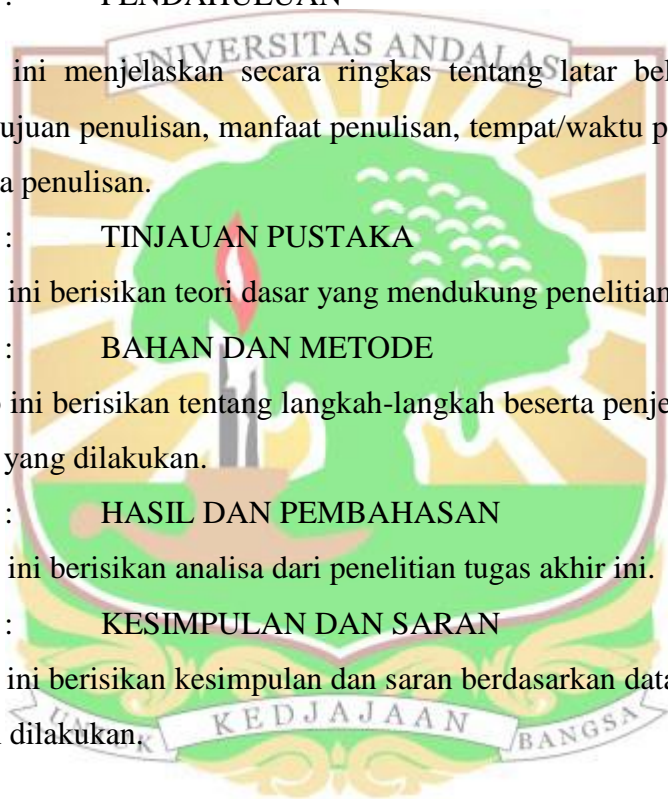 : PENDAHULUAN
UNIVERSITAS ANDALAS
ini menjelaskan secara ringkas tentang latar
penulisan, manfaat penulisan, tempat/waktu
penulisan.
: TINJAUAN PUSTAKA
ini berisikan teori dasar yang mendukung penelitian
: BAHAN DAN METODE
ini berisikan tentang langkah-langkah beserta
yang dilakukan.
: HASIL DAN PEMBAHASAN
ini berisikan analisa dari penelitian tugas akhir ini.
: KESIMPULAN DAN SARAN
ini berisikan kesimpulan dan saran berdasarkan data
dilakukan.
UNTUK KEDJAJAAN BANGSA